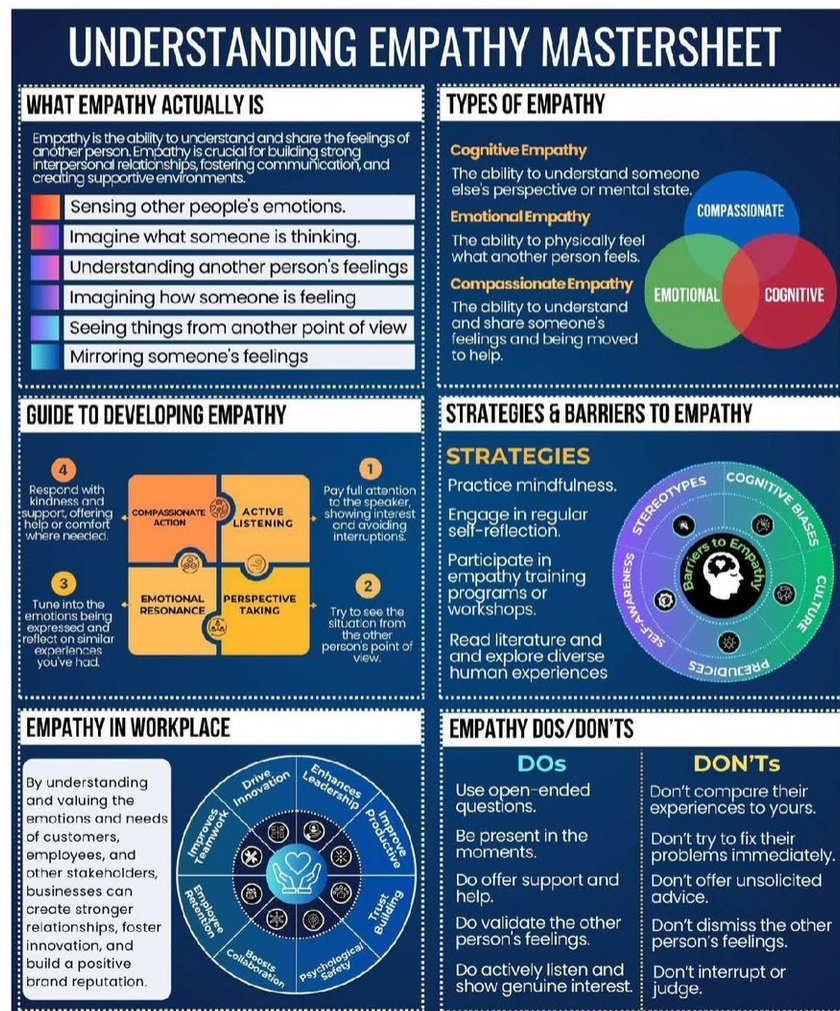 UNDERSTANDING EMPATHY MASTERSHEET
WHAT EMPATHY ACTUALLY IS
Empathy is the ability to understand and share the feelings of
another person. Empathy is crucial for building strong
interpersonal relationships, fostering communication, and
creating supportive environments.
Sensing other people's emotions.
Imagine what someone is thinking.
Understanding another person's feelings
Imagining how someone is feeling
Seeing things from another point of view
Mirroring someone's feelings
TYPES OF EMPATHY
Cognitive Empathy
The ability to understand someone
else's perspective or mental state.
Emotional Empathy
The ability to physically feel
what another person feels.
Compassionate Empathy
The ability to understand
and share someone's
feelings and being moved
to help.
COMPASSIONATE
EMOTIONAL
COGNITIVE
GUIDE TO DEVELOPING EMPATHY
4
Respond with
kindness and
support, offering
help or comfort
where needed.
COMPASSIONATE
ACTION
ACTIVE
LISTENING
1
Pay full attention
to the speaker,
showing interest
and avoiding
interruptions.
3
Tune into the
emotions being
expressed and
reflect on similar
experiences
you've had.
EMOTIONAL
RESONANCE
PERSPECTIVE
TAKING
2
Try to see the
situation from
the other
person's point of
view.
STRATEGIES & BARRIERS TO EMPATHY
STRATEGIES
Practice mindfulness.
Engage in regular
self-reflection.
Participate in
empathy training
programs or
workshops.
Read literature and
and explore diverse
human experiences
STEREOTYPES
COGNITIVE BIASES
CULTURE
PREJUDICES
SELF-AWARENESS
Barriers to Empathy
EMPATHY IN WORKPLACE
By understanding
and valuing the
emotions and needs
of customers,
employees, and
other stakeholders,
businesses can
create stronger
relationships, foster
innovation, and
build a positive
brand reputation.
Drive
Innovation
Enhances
Leadership
Improve
Productive
Trust
Building
Psychological
Safety
Boosts
Collaboration
Employee
Retention
Improves
Teamwork
EMPATHY DOS/DON'TS
DOs
Use open-ended
questions.
Be present in the
moments.
Do offer support and
help.
Do validate the other
person's feelings.
Do actively listen and
show genuine interest.
DON'Ts
Don't compare their
experiences to yours.
Don't try to fix their
problems immediately.
Don't offer unsolicited
advice.
Don't dismiss the other
person's feelings.
Don't interrupt or
judge.